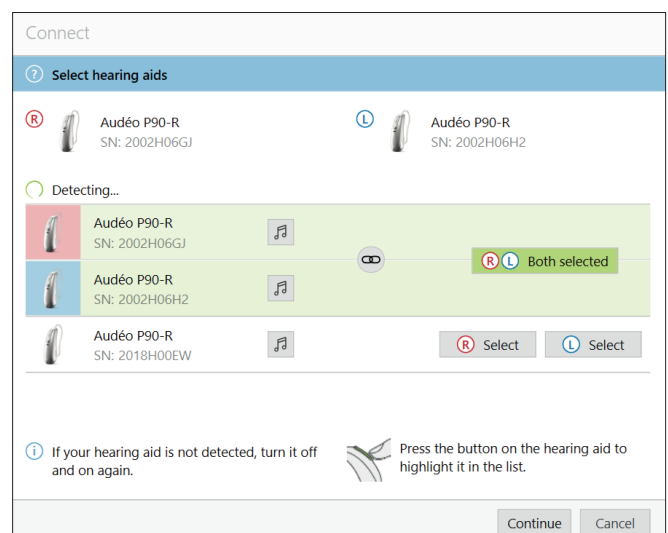 Connect
? Select hearing aids
R Audéo P90-R
SN: 2002H06GJ
L Audéo P90-R
SN: 2002H06H2
Detecting...
Audéo P90-R
SN: 2002H06GJ
Audéo P90-R
SN: 2002H06H2
R L Both selected
Audéo P90-R
SN: 2018H00EW
R Select
L Select
i If your hearing aid is not detected, turn it off
and on again.
Press the button on the hearing aid to
highlight it in the list.
Continue
Cancel